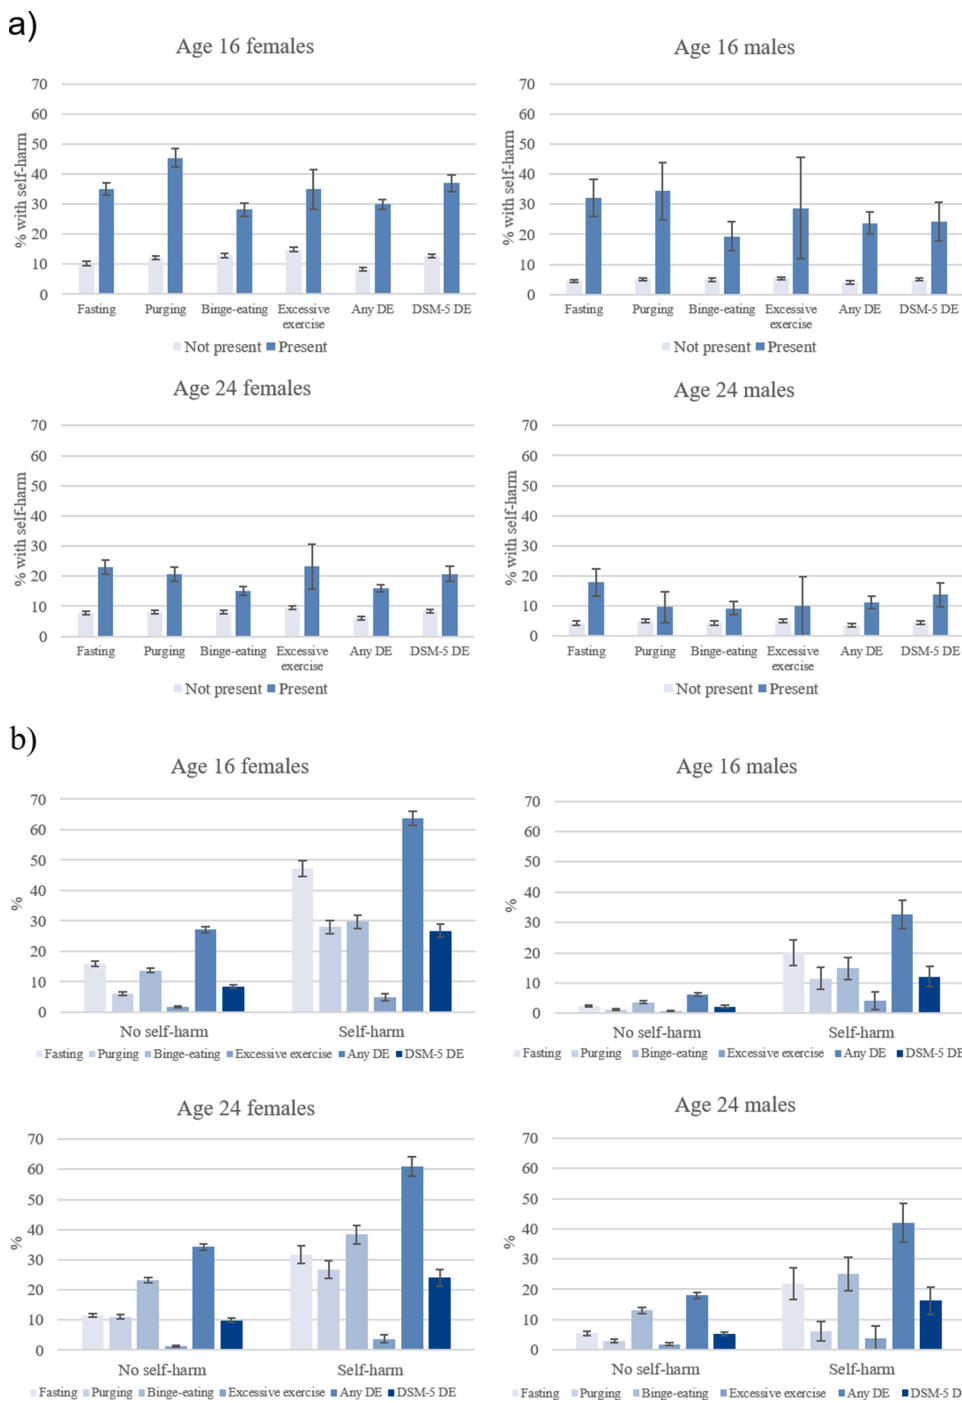 a)
Age 16 females
Age 16 males
% with self-harm
70
60
50
40
30
20
10
0
Fasting Purging Binge-eating Excessive exercise Any DE DSM-5 DE
Not present Present
% with self-harm
70
60
50
40
30
20
10
0
Fasting Purging Binge-eating Excessive exercise Any DE DSM-5 DE
Not present Present
Age 24 females
Age 24 males
% with self-harm
70
60
50
40
30
20
10
0
Fasting Purging Binge-eating Excessive exercise Any DE DSM-5 DE
Not present Present
% with self-harm
70
60
50
40
30
20
10
0
Fasting Purging Binge-eating Excessive exercise Any DE DSM-5 DE
Not present Present
b)
Age 16 females
Age 16 males
%
70
60
50
40
30
20
10
0
No self-harm Self-harm
Fasting Purging Binge-eating Excessive exercise Any DE DSM-5 DE
%
70
60
50
40
30
20
10
0
No self-harm Self-harm
Fasting Purging Binge-eating Excessive exercise Any DE DSM-5 DE
Age 24 females
Age 24 males
%
70
60
50
40
30
20
10
0
No self-harm Self-harm
Fasting Purging Binge-eating Excessive exercise Any DE DSM-5 DE
%
70
60
50
40
30
20
10
0
No self-harm Self-harm
Fasting Purging Binge-eating Excessive exercise Any DE DSM-5 D